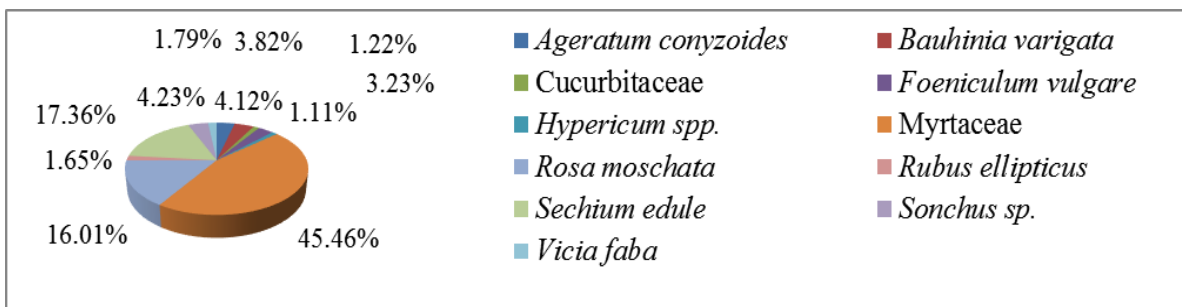 1.79% 3.82% 1.22%
3.23%
17.36% 4.23% 4.12% 1.11%
1.65%
16.01% 45.46%
Ageratum conyzoides Bauhinia varigata
Cucurbitaceae Foeniculum vulgare
Hypericum spp. Myrtaceae
Rosa moschata Rubus ellipticus
Sechium edule Sonchus sp.
Vicia faba